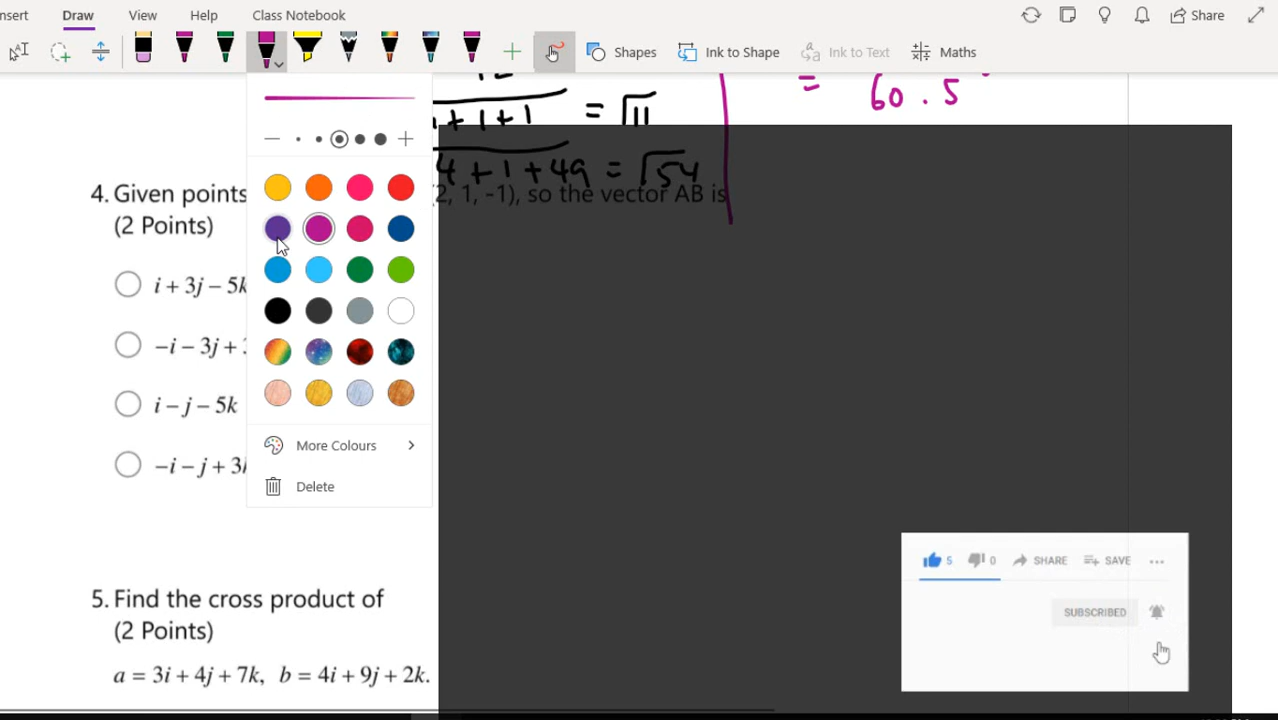 nsert Draw View Help Class Notebook Share
Shapes Ink to Shape Ink to Text Maths
= 60.5
+1+1 = √11
4+1+49 = √54
4. Given points 2, 1, -1), so the vector AB is
(2 Points)
i + 3j – 5k
–i – 3j +
i – j – 5k
–i – j + 3
More Colours
Delete
5 0 SHARE SAVE
SUBSCRIBED
5. Find the cross product of
(2 Points)
a = 3i + 4j + 7k, b = 4i + 9j + 2k.